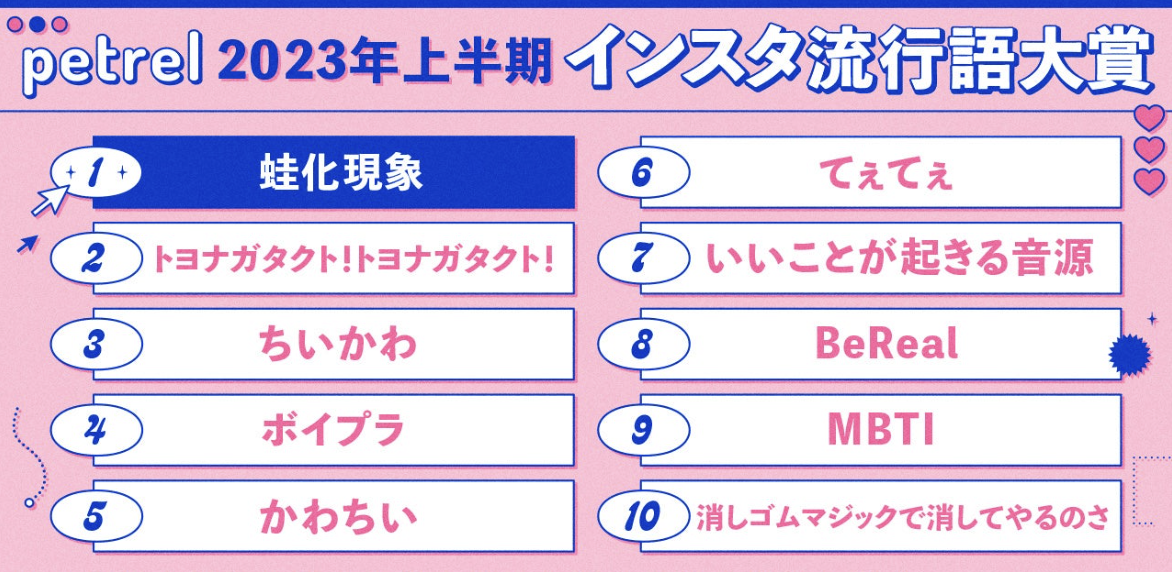 petrel 2023年上半期 インスタ流行語大賞
1 蛙化現象
2 トヨナガタクト!トヨナガタクト!
3 ちいかわ
4 ボイプラ
5 かわちい
6 てぇてぇ
7 いいことが起きる音源
8 BeReal
9 MBTI
10 消しゴムマジックで消してやるのさ